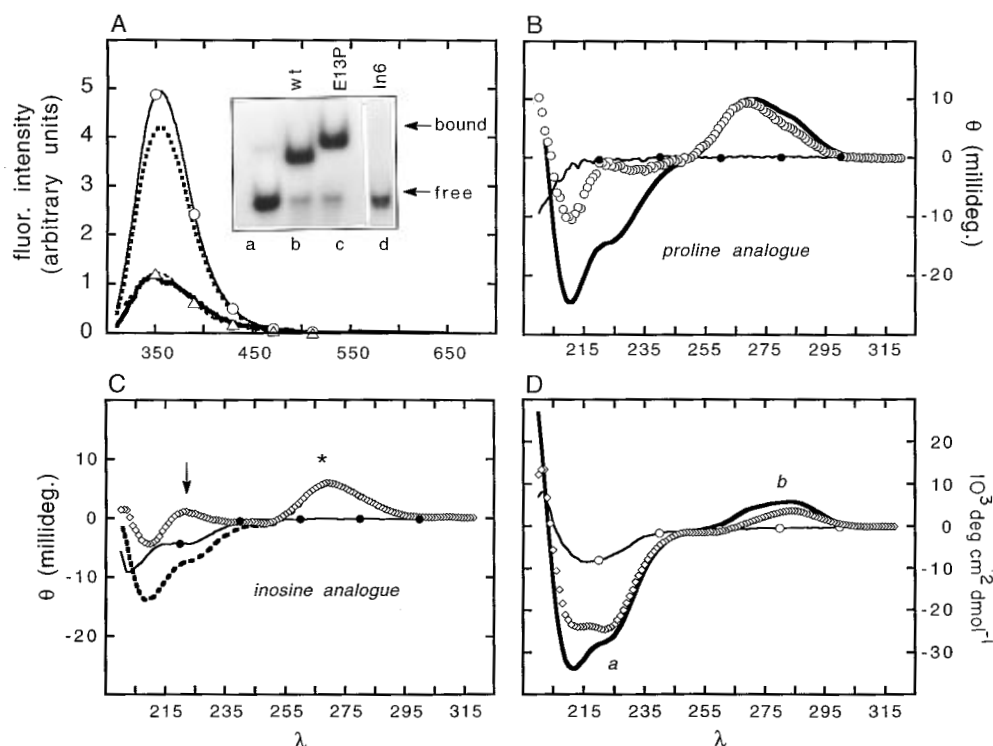 A
fluor. intensity
(arbitrary units)
5
4
3
2
1
0
350 450 550 650
wt
E13P
In6
bound
free
a b c d
B
10
0
-10
-20
θ (millideg.)
proline analogue
215 235 255 275 295 315
C
θ (millideg.)
10
0
-10
-20
*
inosine analogue
215 235 255 275 295 315
λ
D
20
10
0
-10
-20
-30
10³ deg cm² dmol⁻¹
b
a
215 235 255 275 295 315
λ